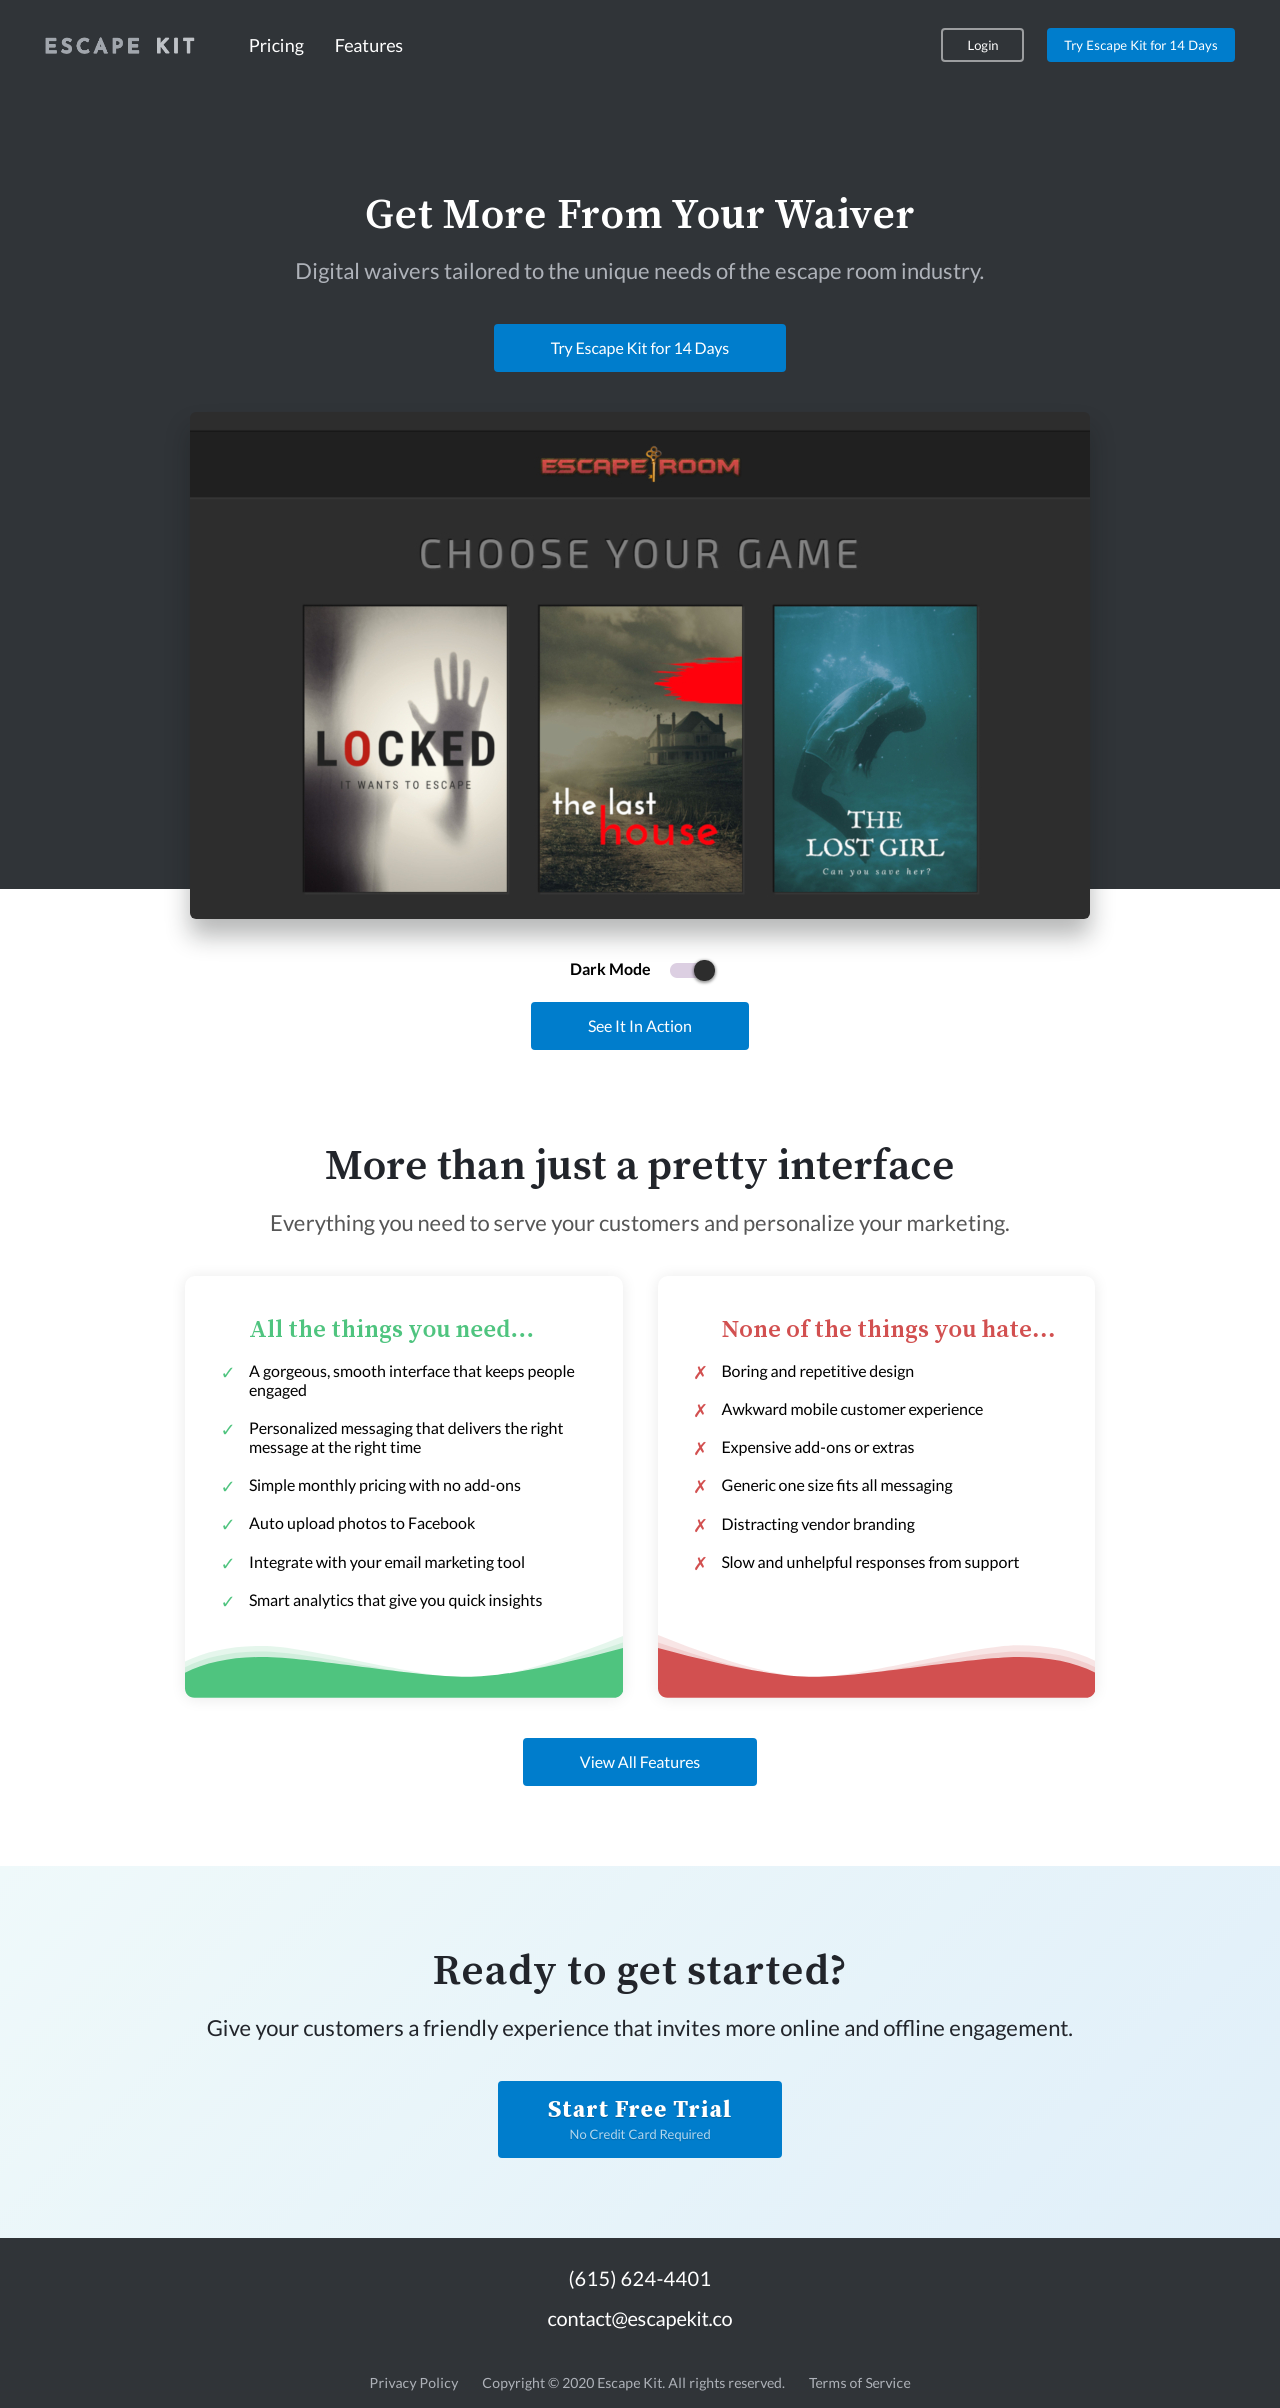 ESCAPE KIT Pricing Features Login Try Escape Kit for 14 Days
Get More From Your Waiver
Digital waivers tailored to the unique needs of the escape room industry.
Try Escape Kit for 14 Days
ESCAPE ROOM
CHOOSE YOUR GAME
LOCKED
IT WANTS TO ESCAPE
the last
house
THE
LOST GIRL
Can you save her?
Dark Mode
See It In Action
More than just a pretty interface
Everything you need to serve your customers and personalize your marketing.
All the things you need...
✓ A gorgeous, smooth interface that keeps people
engaged
✓ Personalized messaging that delivers the right
message at the right time
✓ Simple monthly pricing with no add-ons
✓ Auto upload photos to Facebook
✓ Integrate with your email marketing tool
✓ Smart analytics that give you quick insights
None of the things you hate...
✗ Boring and repetitive design
✗ Awkward mobile customer experience
✗ Expensive add-ons or extras
✗ Generic one size fits all messaging
✗ Distracting vendor branding
✗ Slow and unhelpful responses from support
View All Features
Ready to get started?
Give your customers a friendly experience that invites more online and offline engagement.
Start Free Trial
No Credit Card Required
(615) 624-4401
contact@escapekit.co
Privacy Policy Copyright © 2020 Escape Kit. All rights reserved. Terms of Service